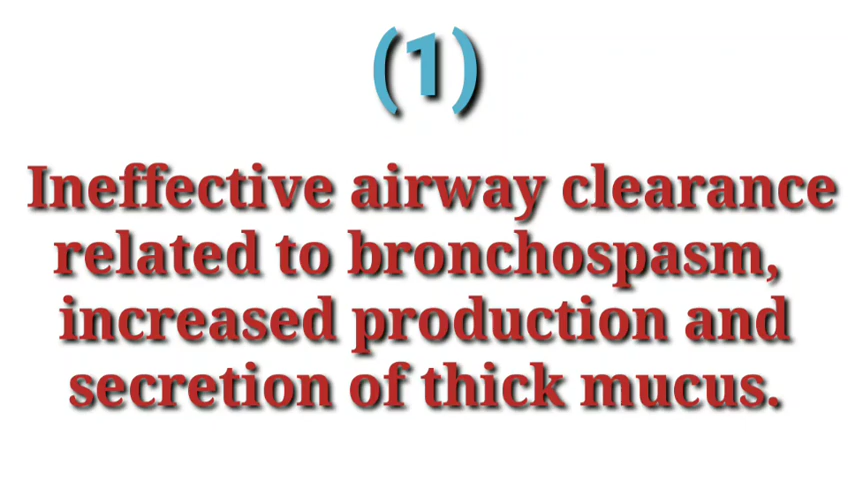 (1)
Ineffective airway clearance
related to bronchospasm,
increased production and
secretion of thick mucus.